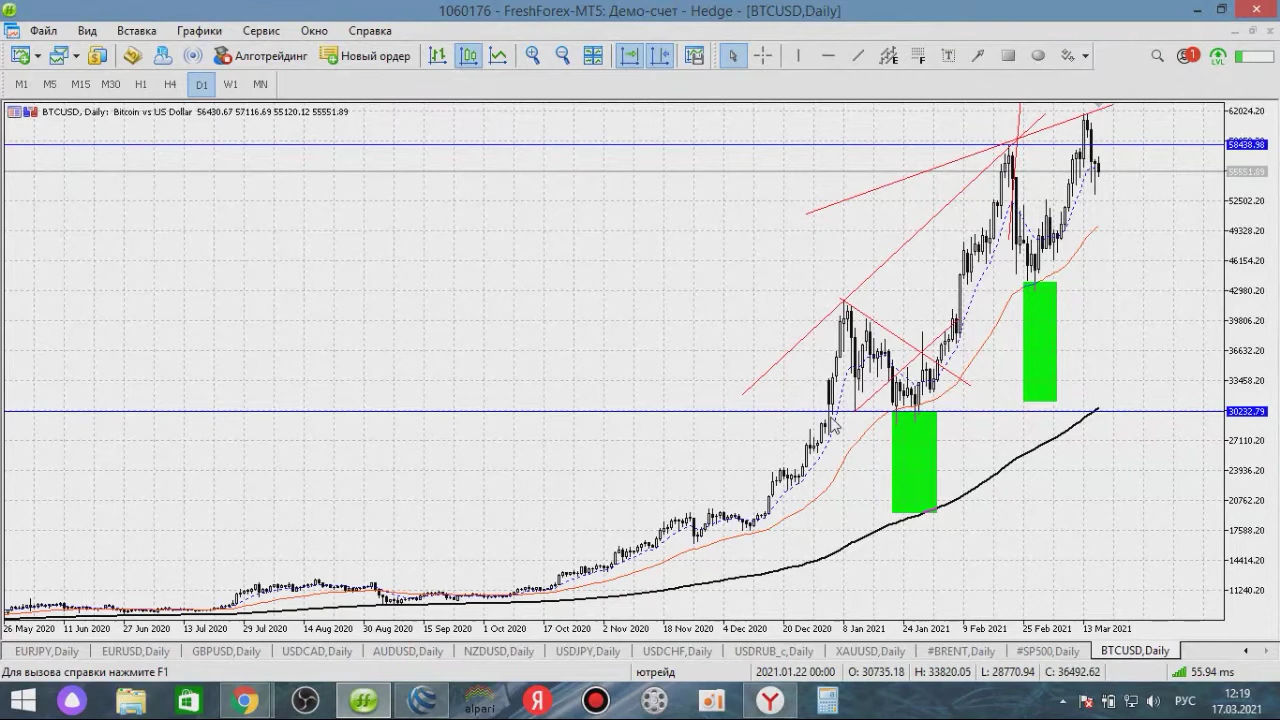 1060176 - FreshForex-MT5: Демо-счет - Hedge - [BTCUSD,Daily]
Файл Вид Вставка Графики Сервис Окно Справка
Алготрейдинг Новый ордер
1
LVL
M1 M5 M15 M30 H1 H4 D1 W1 MN
BTCUSD, Daily: Bitcoin vs US Dollar 56430.67 57116.69 55120.12 55551.89
62024.20
58438.98
55551.89
52502.20
49328.20
46154.20
42980.20
39806.20
36632.20
33458.20
30232.79
27110.20
23936.20
20762.20
17588.20
14414.20
11240.20
26 May 2020 11 Jun 2020 27 Jun 2020 13 Jul 2020 29 Jul 2020 14 Aug 2020 30 Aug 2020 15 Sep 2020 1 Oct 2020 17 Oct 2020 2 Nov 2020 18 Nov 2020 4 Dec 2020 20 Dec 2020 8 Jan 2021 24 Jan 2021 9 Feb 2021 25 Feb 2021 13 Mar 2021
EURJPY,Daily EURUSD,Daily GBPUSD,Daily USDCAD,Daily AUDUSD,Daily NZDUSD,Daily USDJPY,Daily USDCHF,Daily USDRUB_c,Daily XAUUSD,Daily #BRENT,Daily #SP500,Daily BTCUSD,Daily
Для вызова справки нажмите F1 ютрейд 2021.01.22 00:00 O: 30735.18 H: 33820.05 L: 28770.94 C: 36492.62 55.94 ms
alpari
Я
Y
РУС
12:19
17.03.2021